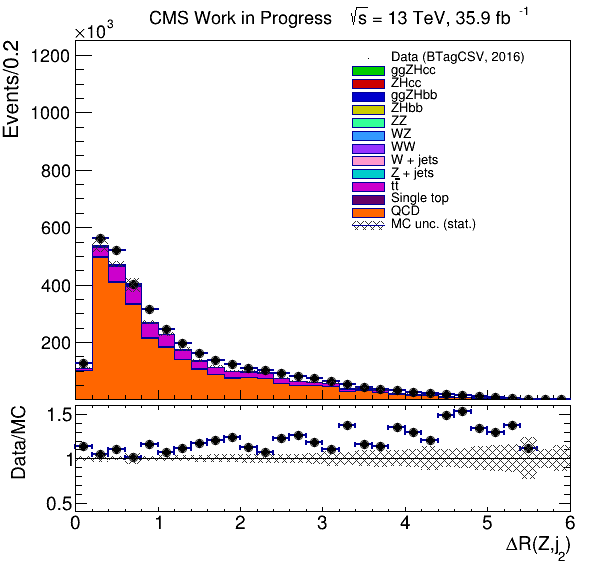 CMS Work in Progress √s = 13 TeV, 35.9 fb⁻¹
×10³
Events/0.2
1200
1000
800
600
400
200
Data (BTagCSV, 2016)
ggZHcc
ZHcc
ggZHbb
ZHbb
ZZ
WZ
WW
W + jets
Z + jets
tt̄
Single top
QCD
MC unc. (stat.)
Data/MC
1.5
1
0.5
0 1 2 3 4 5 6
ΔR(Z,j₂)